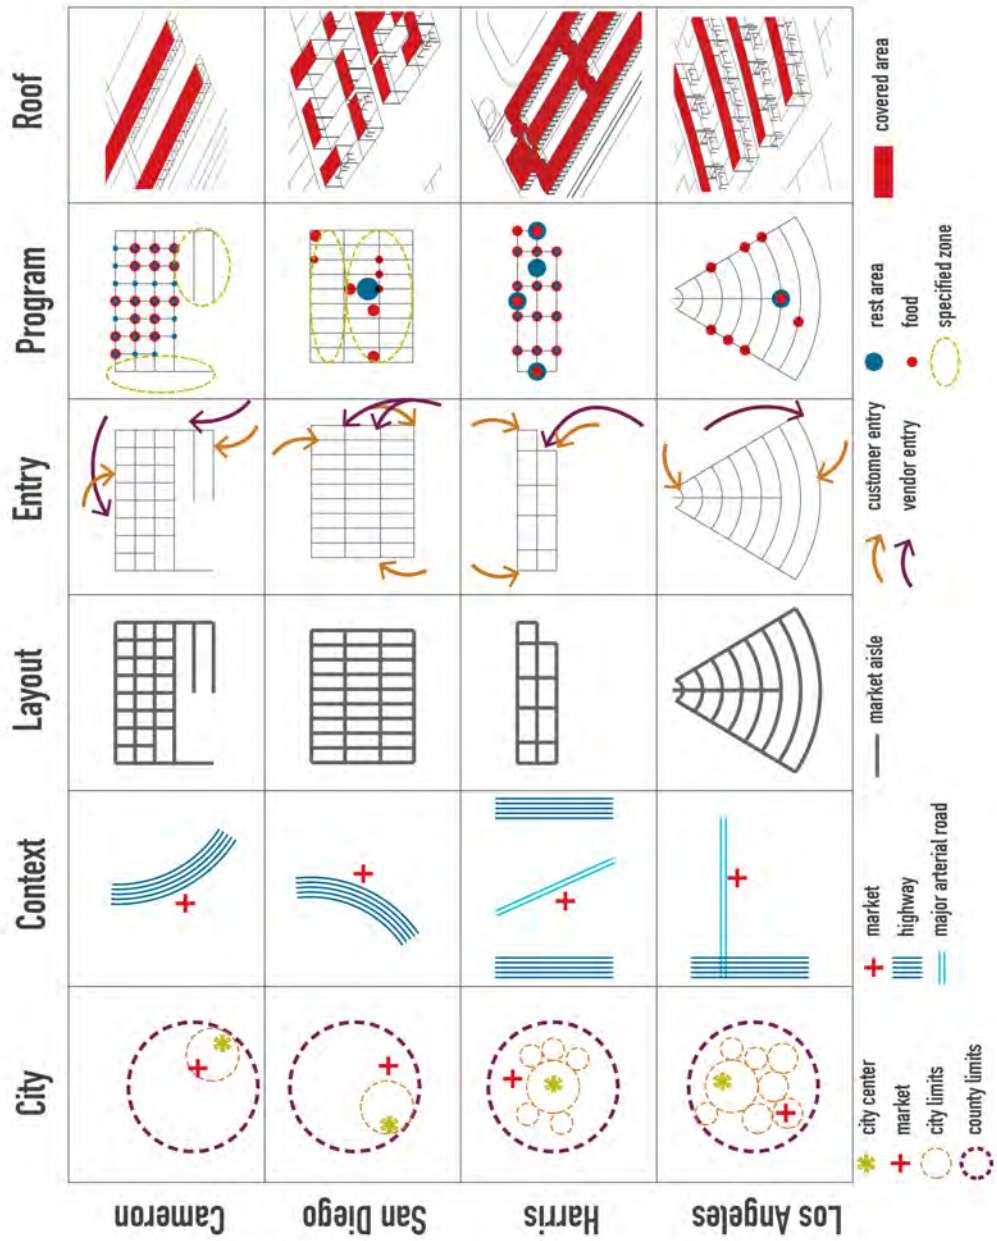 City
Context
Layout
Entry
Program
Roof
Cameron
San Diego
Harris
Los Angeles
city center
market
city limits
county limits
market
highway
major arterial road
market aisle
customer entry
vendor entry
rest area
food
specified zone
covered area